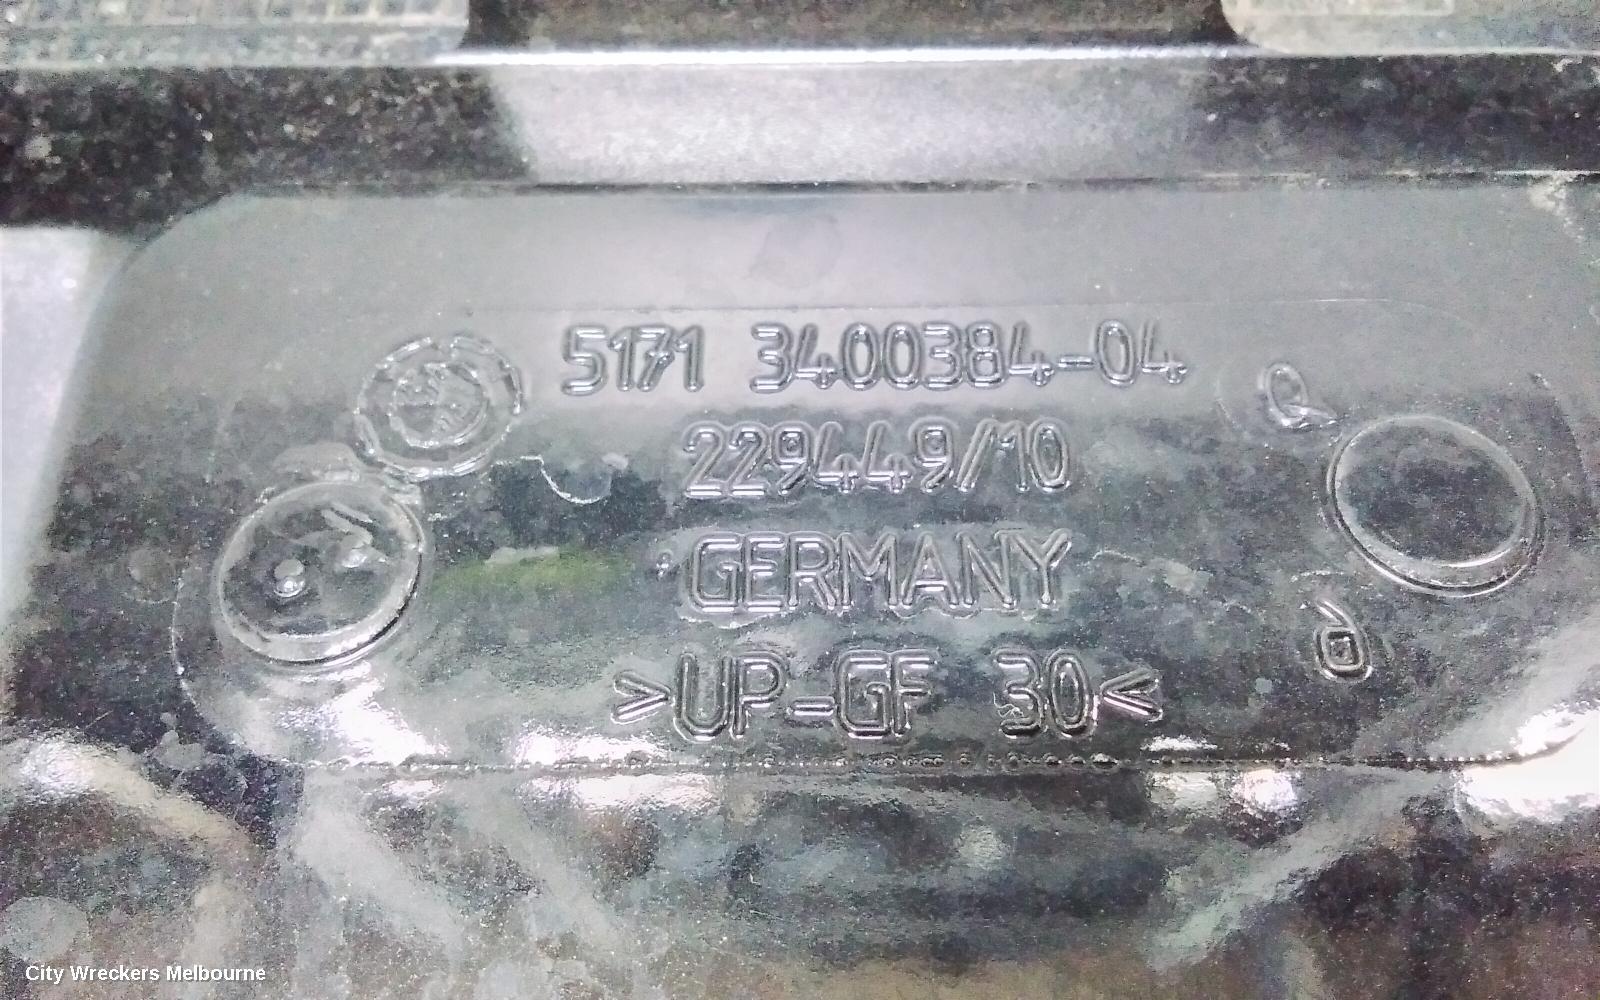 5171 3400384-04
229449/10
GERMANY
>UP-GF 30<
City Wreckers Melbourne